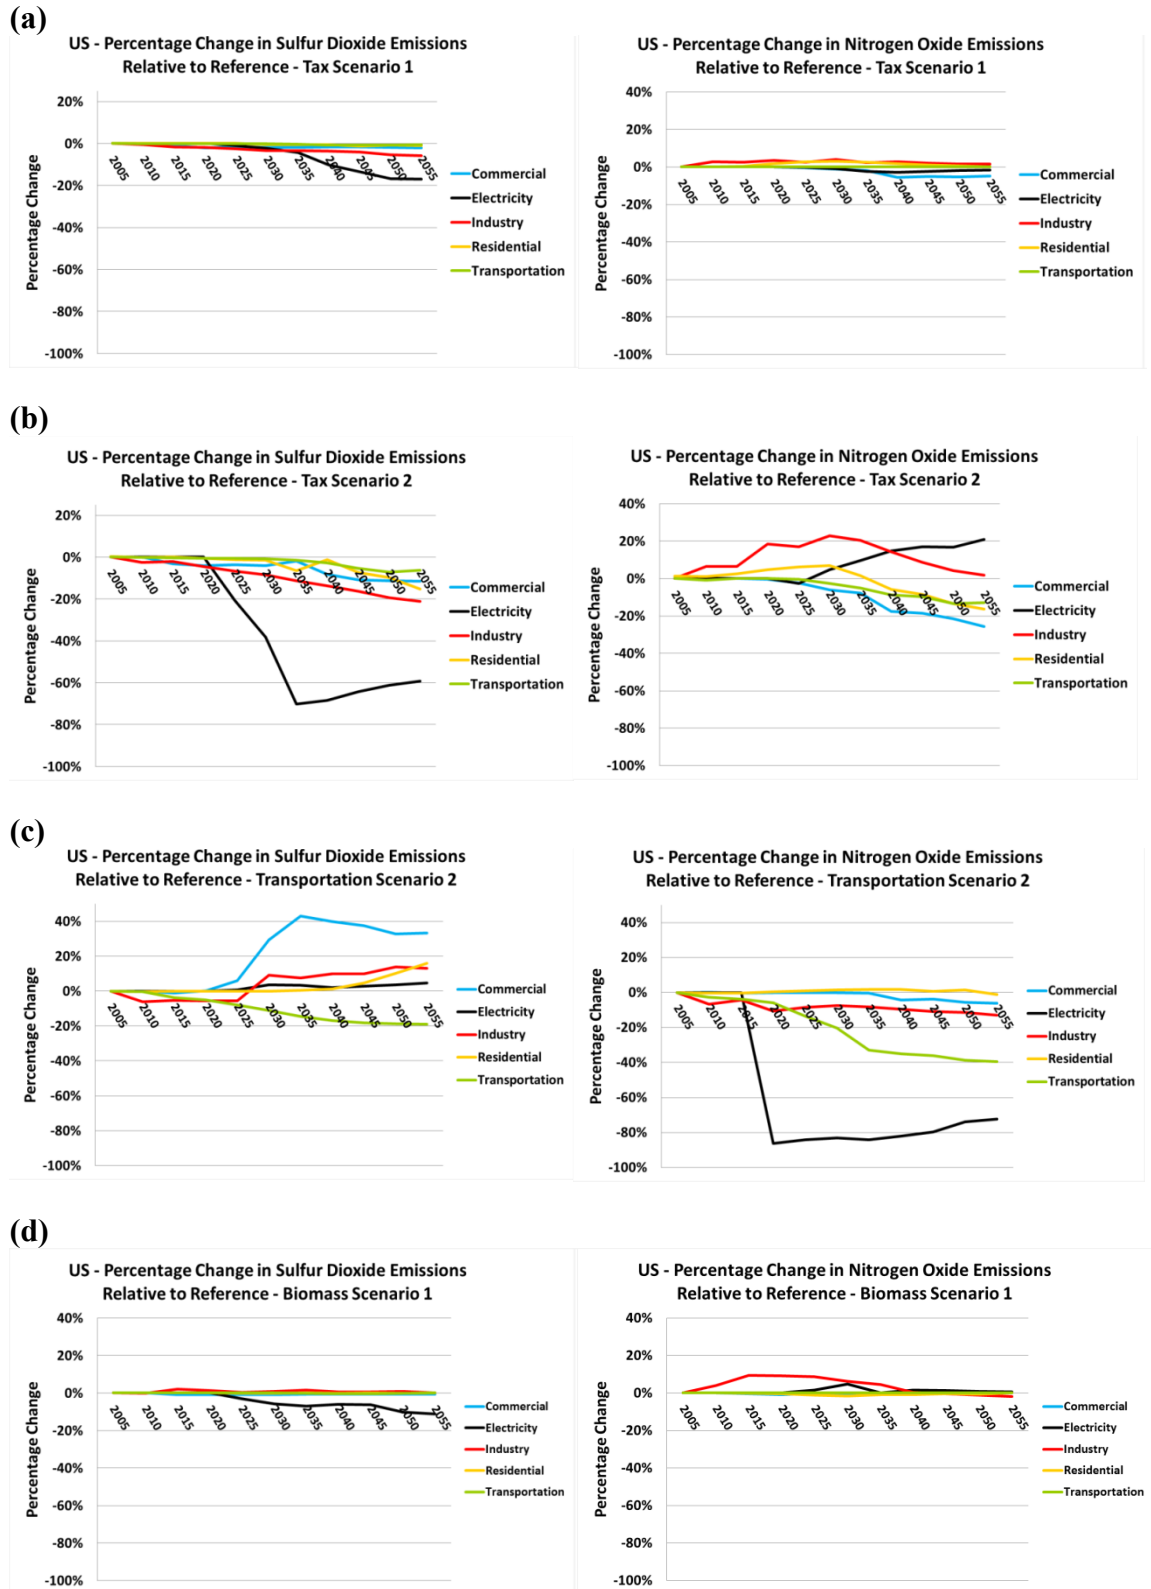 (a)
US - Percentage Change in Sulfur Dioxide Emissions
Relative to Reference - Tax Scenario 1
Percentage Change
20%
0%
-20%
-40%
-60%
-80%
-100%
2005
2010
2015
2020
2025
2030
2035
2040
2045
2050
2055
Commercial
Electricity
Industry
Residential
Transportation
US - Percentage Change in Nitrogen Oxide Emissions
Relative to Reference - Tax Scenario 1
Percentage Change
40%
20%
0%
-20%
-40%
-60%
-80%
-100%
2005
2010
2015
2020
2025
2030
2035
2040
2045
2050
2055
Commercial
Electricity
Industry
Residential
Transportation
(b)
US - Percentage Change in Sulfur Dioxide Emissions
Relative to Reference - Tax Scenario 2
Percentage Change
20%
0%
-20%
-40%
-60%
-80%
-100%
2005
2010
2015
2020
2025
2030
2035
2040
2045
2050
2055
Commercial
Electricity
Industry
Residential
Transportation
US - Percentage Change in Nitrogen Oxide Emissions
Relative to Reference - Tax Scenario 2
Percentage Change
40%
20%
0%
-20%
-40%
-60%
-80%
-100%
2005
2010
2015
2020
2025
2030
2035
2040
2045
2050
2055
Commercial
Electricity
Industry
Residential
Transportation
(c)
US - Percentage Change in Sulfur Dioxide Emissions
Relative to Reference - Transportation Scenario 2
Percentage Change
40%
20%
0%
-20%
-40%
-60%
-80%
-100%
2005
2010
2015
2020
2025
2030
2035
2040
2045
2050
2055
Commercial
Electricity
Industry
Residential
Transportation
US - Percentage Change in Nitrogen Oxide Emissions
Relative to Reference - Transportation Scenario 2
Percentage Change
40%
20%
0%
-20%
-40%
-60%
-80%
-100%
2005
2010
2015
2020
2025
2030
2035
2040
2045
2050
2055
Commercial
Electricity
Industry
Residential
Transportation
(d)
US - Percentage Change in Sulfur Dioxide Emissions
Relative to Reference - Biomass Scenario 1
Percentage Change
40%
20%
0%
-20%
-40%
-60%
-80%
-100%
2005
2010
2015
2020
2025
2030
2035
2040
2045
2050
2055
Commercial
Electricity
Industry
Residential
Transportation
US - Percentage Change in Nitrogen Oxide Emissions
Relative to Reference - Biomass Scenario 1
Percentage Change
40%
20%
0%
-20%
-40%
-60%
-80%
-100%
2005
2010
2015
2020
2025
2030
2035
2040
2045
2050
2055
Commercial
Electricity
Industry
Residential
Transportation